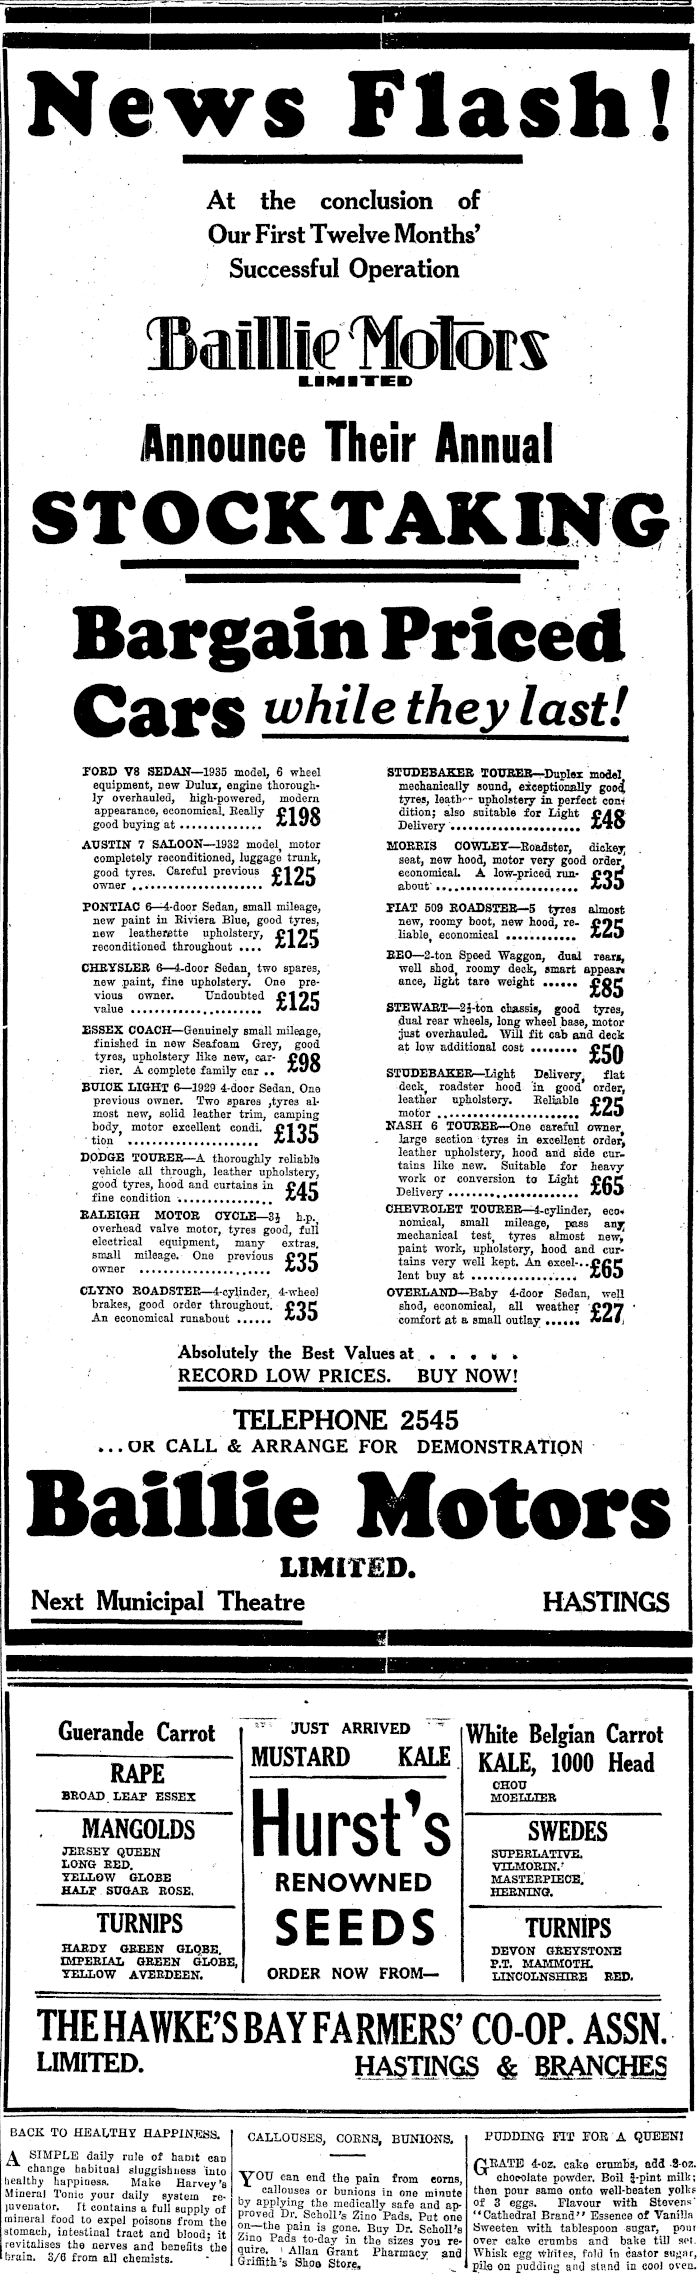 News Flash!
At the conclusion of
Our First Twelve Months'
Successful Operation
Baillie Motors
LIMITED
Announce Their Annual
STOCKTAKING
Bargain Priced
Cars while they last!
FORD V8 SEDAN—1935 model, 6 wheel
equipment, new Dulux, engine thorough-
ly overhauled, high-powered, modern
appearance, economical. Really
good buying at .............. £198
AUSTIN 7 SALOON—1932 model, motor
completely reconditioned, luggage trunk,
good tyres. Careful previous
owner ...................... £125
PONTIAC 6—4-door Sedan, small mileage,
new paint in Riviera Blue, good tyres,
new leatherette upholstery,
reconditioned throughout .... £125
CHRYSLER 6—4-door Sedan, two spares,
new paint, fine upholstery. One pre-
vious owner. Undoubted
value ...................... £125
ESSEX COACH—Genuinely small mileage,
finished in new Seafoam Grey, good
tyres, upholstery like new, car-
rier. A complete family car .. £98
BUICK LIGHT 6—1929 4-door Sedan. One
previous owner. Two spares ,tyres al-
most new, solid leather trim, camping
body, motor excellent condi.
tion ...................... £135
DODGE TOURER—A thoroughly reliable
vehicle all through, leather upholstery,
good tyres, hood and curtains in
fine condition ................ £45
RALEIGH MOTOR CYCLE—3½ h.p.,
overhead valve motor, tyres good, full
electrical equipment, many extras,
small mileage. One previous
owner ...................... £35
CLYNO ROADSTER—4-cylinder, 4-wheel
brakes, good order throughout.
An economical runabout ...... £35
STUDEBAKER TOURER—Duplex model,
mechanically sound, exceptionally good
tyres, leath-- upholstery in perfect con-
dition; also suitable for Light
Delivery ...................... £48
MORRIS COWLEY—Roadster, dickey
seat, new hood, motor very good order,
economical. A low-priced run-
about ........................ £35
FIAT 509 ROADSTER—5 tyres almost
new, roomy boot, new hood, re-
liable, economical ............ £25
REO—2-ton Speed Waggon, dual rears,
well shod, roomy deck, smart appear-
ance, light tare weight ...... £85
STEWART—2½-ton chassis, good tyres,
dual rear wheels, long wheel base, motor
just overhauled. Will fit cab and deck
at low additional cost ........ £50
STUDEBAKER—Light Delivery, flat
deck, roadster hood in good order,
leather upholstery. Reliable
motor ........................ £25
NASH 6 TOURER—One careful owner,
large section tyres in excellent order,
leather upholstery, hood and side cur-
tains like new. Suitable for heavy
work or conversion to Light
Delivery ...................... £65
CHEVROLET TOURER—4-cylinder, eco-
nomical, small mileage, pass any
mechanical test, tyres almost new,
paint work, upholstery, hood and cur-
tains very well kept. An excel-
lent buy at .................. £65
OVERLAND—Baby 4-door Sedan, well
shod, economical, all weather
comfort at a small outlay ...... £27
Absolutely the Best Values at . . . . .
RECORD LOW PRICES. BUY NOW!
TELEPHONE 2545
...OR CALL & ARRANGE FOR DEMONSTRATION
Baillie Motors
LIMITED.
Next Municipal Theatre HASTINGS
Guerande Carrot
RAPE
BROAD LEAF ESSEX
MANGOLDS
JERSEY QUEEN
LONG RED.
YELLOW GLOBE
HALF SUGAR ROSE.
TURNIPS
HARDY GREEN GLOBE.
IMPERIAL GREEN GLOBE,
YELLOW AVERDEEN.
JUST ARRIVED
MUSTARD KALE
Hurst's
RENOWNED
SEEDS
ORDER NOW FROM—
White Belgian Carrot
KALE, 1000 Head
CHOU
MOELLIER
SWEDES
SUPERLATIVE.
VILMORIN.
MASTERPIECE.
HERNING.
TURNIPS
DEVON GREYSTONE
P.T. MAMMOTH.
LINCOLNSHIRE RED.
THE HAWKE'S BAY FARMERS' CO-OP. ASSN.
LIMITED. HASTINGS & BRANCHES
BACK TO HEALTHY HAPPINESS.
A SIMPLE daily rule of habit can
change habitual sluggishness into
healthy happiness. Make Harvey's
Mineral Tonic your daily system re-
juvenator. It contains a full supply of
mineral food to expel poisons from the
stomach, intestinal tract and blood; it
revitalises the nerves and benefits the
brain. 3/6 from all chemists.
CALLOUSES, CORNS, BUNIONS.
YOU can end the pain from corns,
callouses or bunions in one minute
by applying the medically safe and ap-
proved Dr. Scholl's Zino Pads. Put one
on—the pain is gone. Buy Dr. Scholl's
Zino Pads to-day in the sizes you re-
quire. Allan Grant Pharmacy and
Griffith's Shoe Store.
PUDDING FIT FOR A QUEEN!
GRATE 4-oz. cake crumbs, add 3-oz.
chocolate powder. Boil ¾-pint milk;
then pour same onto well-beaten yolks
of 3 eggs. Flavour with Stevens'
"Cathedral Brand" Essence of Vanilla
Sweeten with tablespoon sugar, pour
over cake crumbs and bake till set.
Whisk egg whites, fold in castor sugar,
pile on pudding and stand in cool oven.